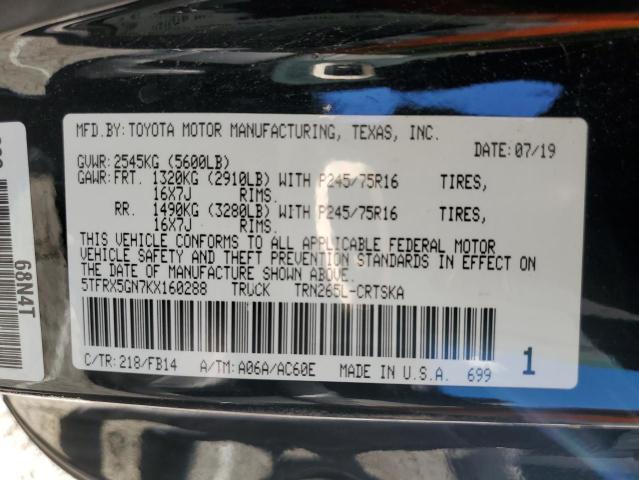 MFD.BY: TOYOTA MOTOR MANUFACTURING, TEXAS, INC.
DATE: 07/19
GVWR: 2545KG (5600LB)
GAWR: FRT. 1320KG (2910LB) WITH P245/75R16 TIRES,
16X7J RIMS.
RR. 1490KG (3280LB) WITH P245/75R16 TIRES,
16X7J RIMS.
THIS VEHICLE CONFORMS TO ALL APPLICABLE FEDERAL MOTOR
VEHICLE SAFETY AND THEFT PREVENTION STANDARDS IN EFFECT ON
THE DATE OF MANUFACTURE SHOWN ABOVE.
5TFRX5GN7KX160288 TRUCK TRN265L-CRTSKA
C/TR: 218/FB14 A/TM: A06A/AC60E MADE IN U.S.A. 699
1
68N4T